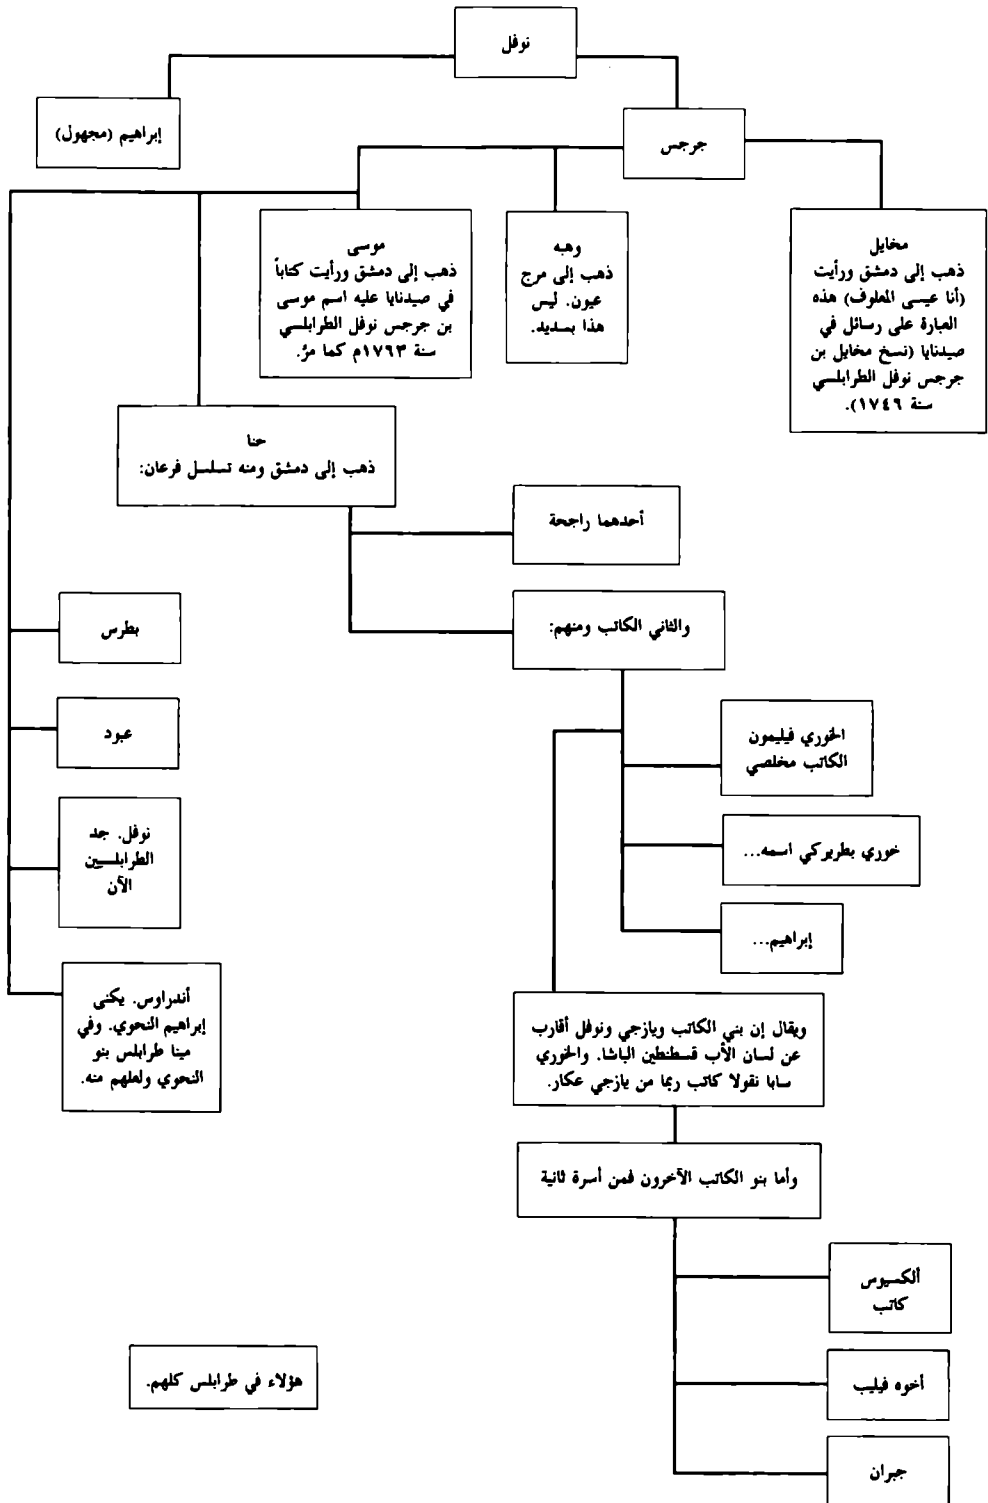 نوفل
إبراهيم (مجهول)
جرجس
مخايل
ذهب إلى دمشق ورأيت
(أنا عيسى المعلوف) هذه
العبارة على رسائل في
صيدنايا (نسخ مخايل بن
جرجس نوفل الطرابلسي
سنة ١٧٤٦).
وهبه
ذهب إلى مرج
عيون. ليس
هذا بسديد.
موسى
ذهب إلى دمشق ورأيت كتاباً
في صيدنايا عليه اسم موسى
بن جرجس نوفل الطرابلسي
سنة ١٧٦٣م كما مرّ.
حنا
ذهب إلى دمشق ومنه تسلسل فرعان:
أحدهما راجحة
والثاني الكاتب ومنهم:
الخوري فيليمون
الكاتب مخلصي
خوري بطريركي اسمه...
إبراهيم...
ويقال إن بني الكاتب ويازجي ونوفل أقارب
عن لسان الأب قسطنطين الباشا. والخوري
سابا نقولا كاتب ربما من يازجي عكار.
وأما بنو الكاتب الآخرون فمن أسرة ثانية
ألكسيوس
كاتب
أخوه فيليب
جبران
بطرس
عبود
نوفل. جد
الطرابلسيين
الآن
أندراوس. يكنى
إبراهيم النحوي. وفي
مينا طرابلس بنو
النحوي ولعلهم منه.
هؤلاء في طرابلس كلهم.